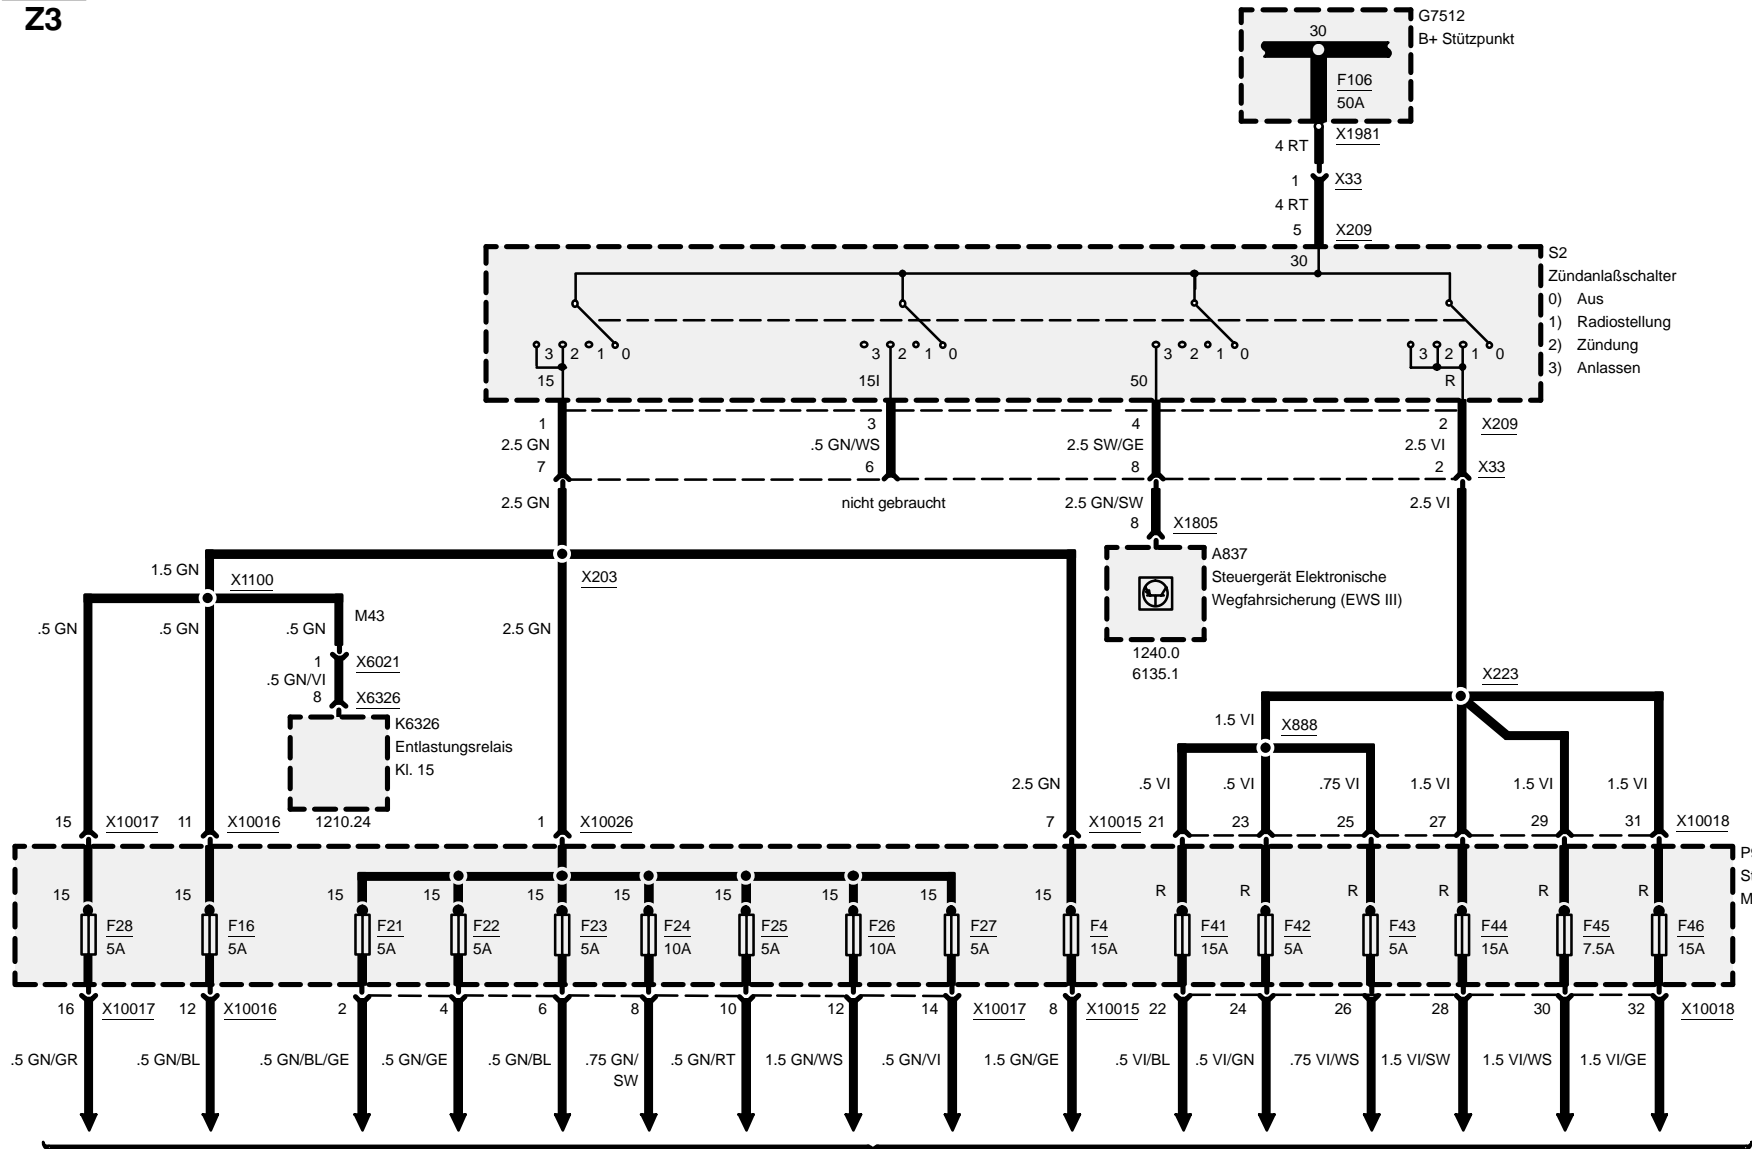 Z3
G7512
B+ Stützpunkt
30
F106
50A
X1981
4 RT
1 X33
4 RT
5 X209
30
S2
Zündanlaßschalter
0) Aus
1) Radiostellung
2) Zündung
3) Anlassen
3 2 1 0 3 2 1 0 3 2 1 0 3 2 1 0
15 15I 50 R
1 3 4 2 X209
2.5 GN .5 GN/WS 2.5 SW/GE 2.5 VI
7 6 8 2 X33
2.5 GN nicht gebraucht 2.5 GN/SW 2.5 VI
8 X1805
A837
Steuergerät Elektronische
Wegfahrsicherung (EWS III)
1240.0
6135.1
1.5 GN X1100 X203
.5 GN .5 GN .5 GN M43 2.5 GN
1 X6021
.5 GN/VI
8 X6326
K6326
Entlastungsrelais
Kl. 15
1210.24
X223
1.5 VI X888
2.5 GN .5 VI .5 VI .75 VI 1.5 VI 1.5 VI 1.5 VI
15 X10017 11 X10016 1 X10026 7 X10015 21 23 25 27 29 31 X10018
15 15 15 15 15 15 15 15 15 15 R R R R R R
F28 F16 F21 F22 F23 F24 F25 F26 F27 F4 F41 F42 F43 F44 F45 F46
5A 5A 5A 5A 5A 10A 5A 10A 5A 15A 15A 5A 5A 15A 7.5A 15A
16 X10017 12 X10016 2 4 6 8 10 12 14 X10017 8 X10015 22 24 26 28 30 32 X10018
.5 GN/GR .5 GN/BL .5 GN/BL/GE .5 GN/GE .5 GN/BL .75 GN/ .5 GN/RT 1.5 GN/WS .5 GN/VI 1.5 GN/GE .5 VI/BL .5 VI/GN .75 VI/WS 1.5 VI/SW 1.5 VI/WS 1.5 VI/GE
SW